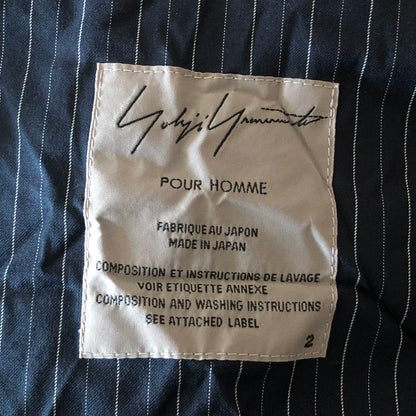 Yohji Yamamoto
POUR HOMME
FABRIQUE AU JAPON
MADE IN JAPAN
COMPOSITION ET INSTRUCTIONS DE LAVAGE
VOIR ETIQUETTE ANNEXE
COMPOSITION AND WASHING INSTRUCTIONS
SEE ATTACHED LABEL
2